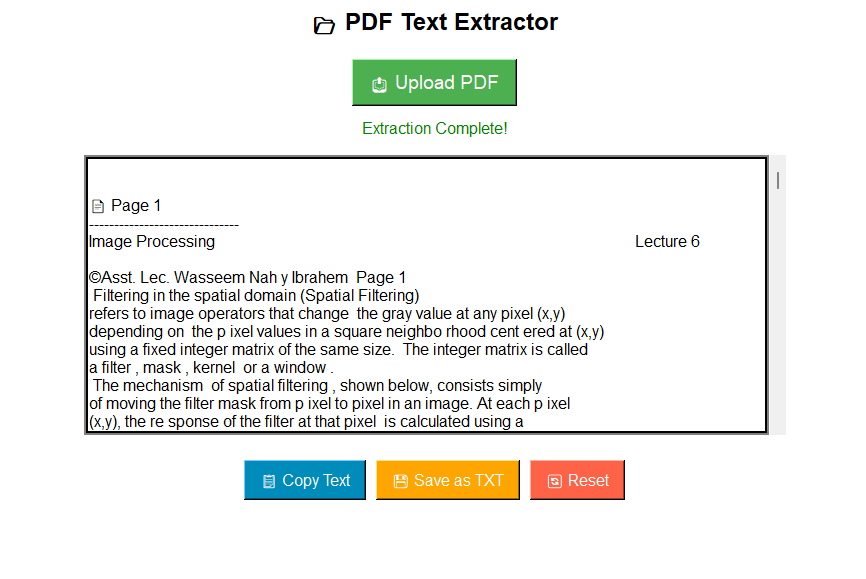 PDF Text Extractor
Upload PDF
Extraction Complete!
Page 1
------------------------------
Image Processing Lecture 6
©Asst. Lec. Wasseem Nah y Ibrahem  Page 1
Filtering in the spatial domain (Spatial Filtering)
refers to image operators that change  the gray value at any pixel (x,y)
depending on  the p ixel values in a square neighbo rhood cent ered at (x,y)
using a fixed integer matrix of the same size.  The integer matrix is called
a filter , mask , kernel  or a window .
The mechanism  of spatial filtering , shown below, consists simply
of moving the filter mask from p ixel to pixel in an image. At each p ixel
(x,y), the re sponse of the filter at that pixel  is calculated using a
Copy Text Save as TXT Reset